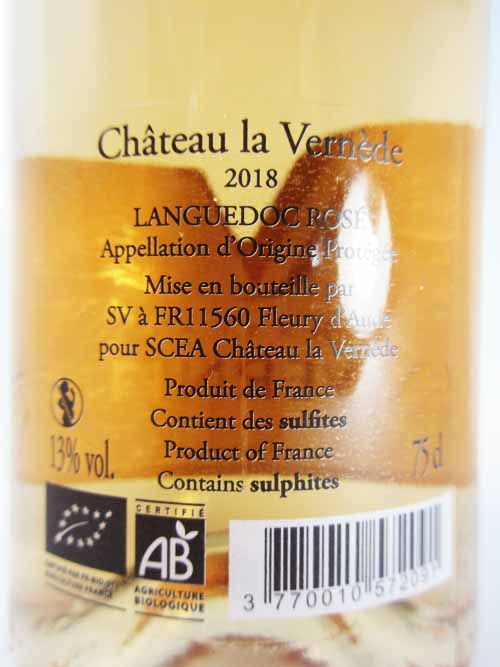 Château la Vernède
2018
LANGUEDOC ROSÉ
Appellation d'Origine Protégée
Mise en bouteille par
SV à FR11560 Fleury d'Aude
pour SCEA Château la Vernède
Produit de France
Contient des sulfites
Product of France
Contains sulphites
13% vol.
75 cl
CERTIFIÉ
AB
AGRICULTURE
BIOLOGIQUE
AGRICULTURE FRANCE
3 770010 572091